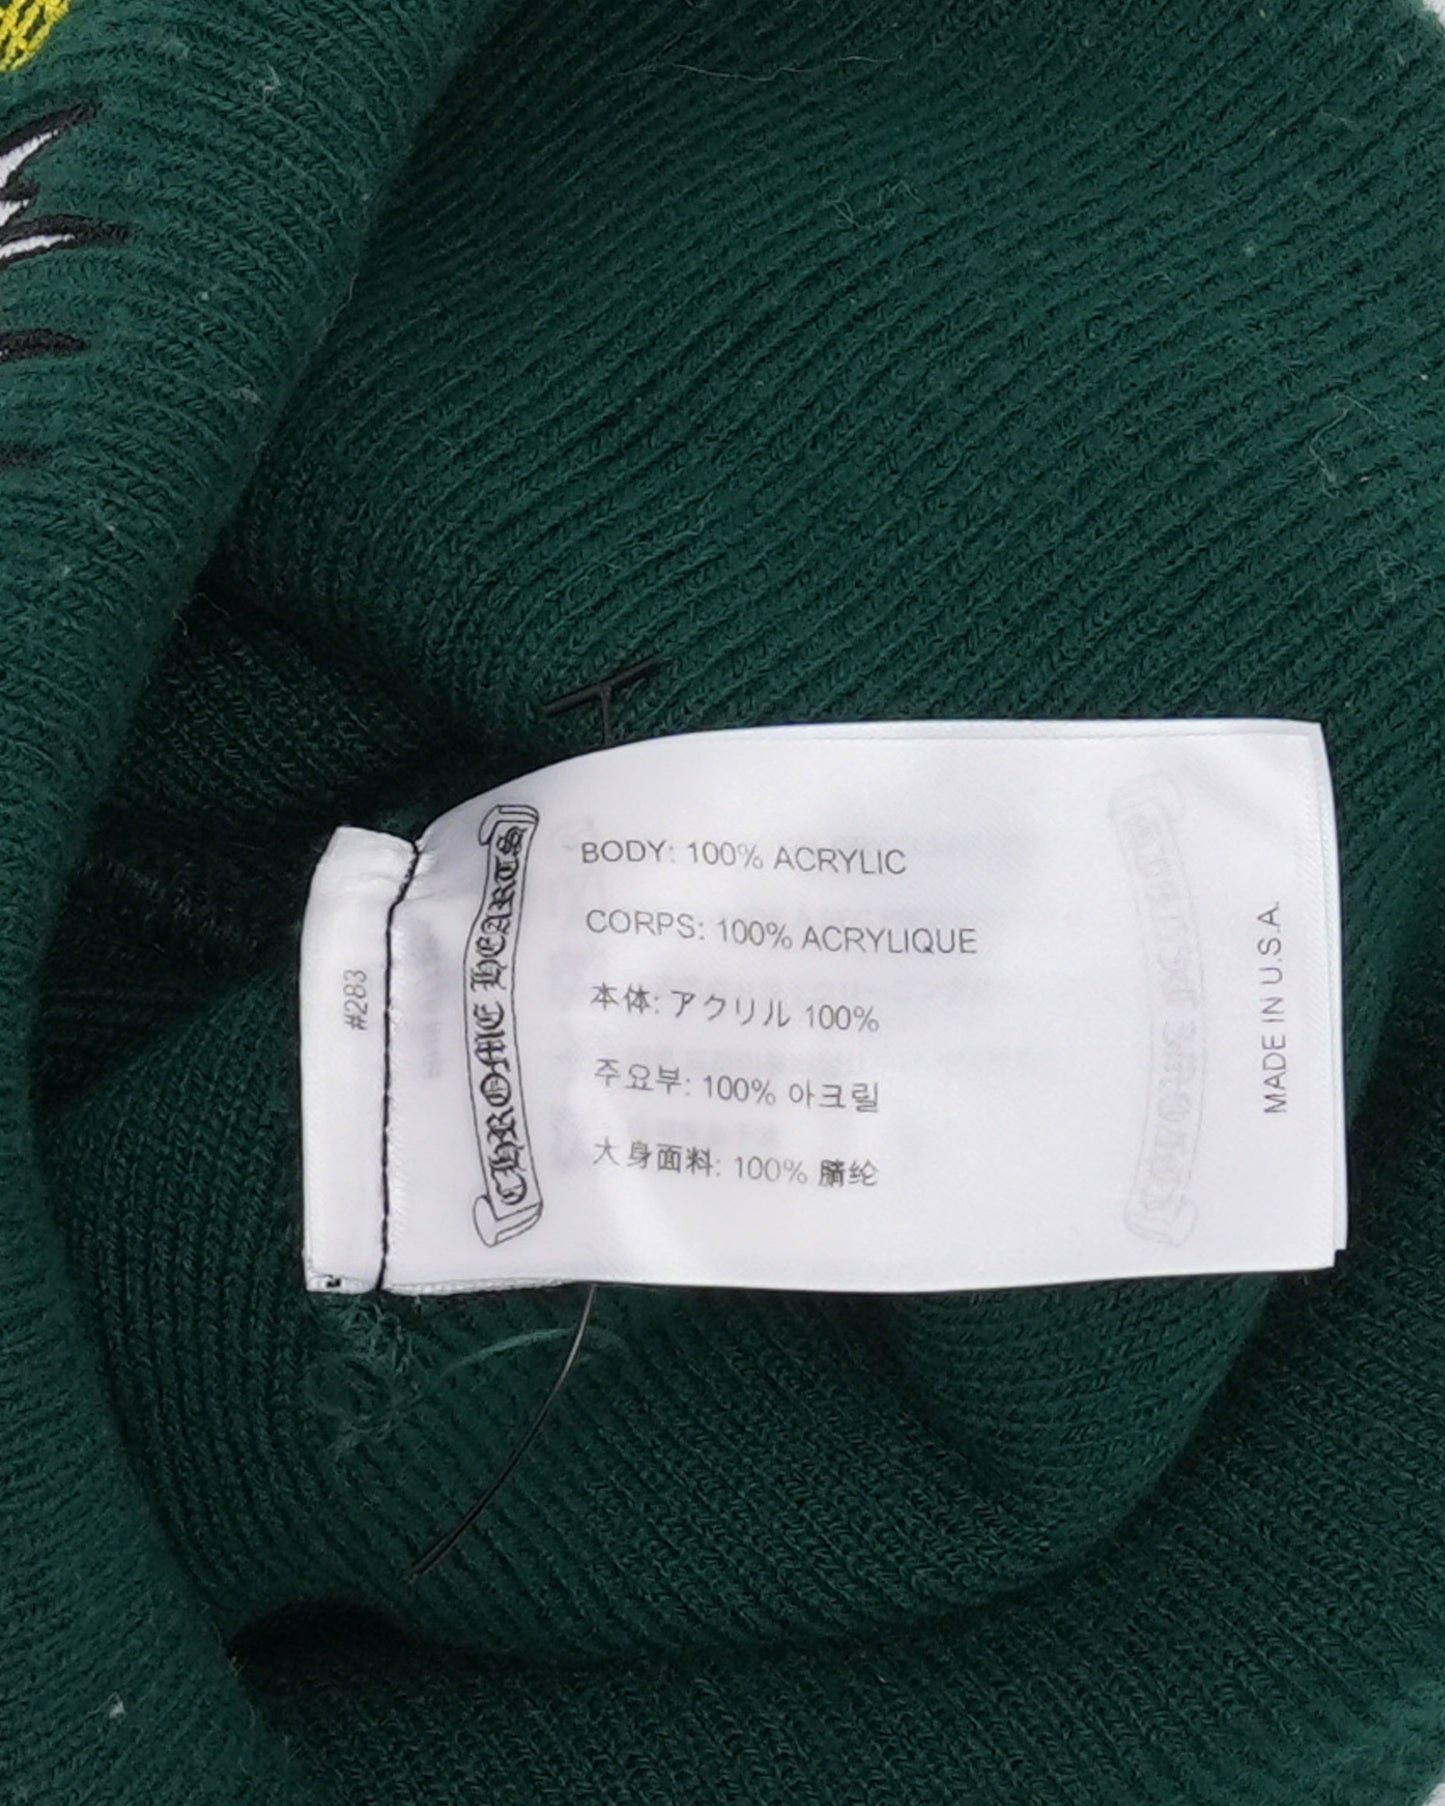 #283
CHROME HEARTS
BODY: 100% ACRYLIC
CORPS: 100% ACRYLIQUE
本体: アクリル 100%
주요부: 100% 아크릴
大身面料: 100% 腈纶
MADE IN U.S.A.